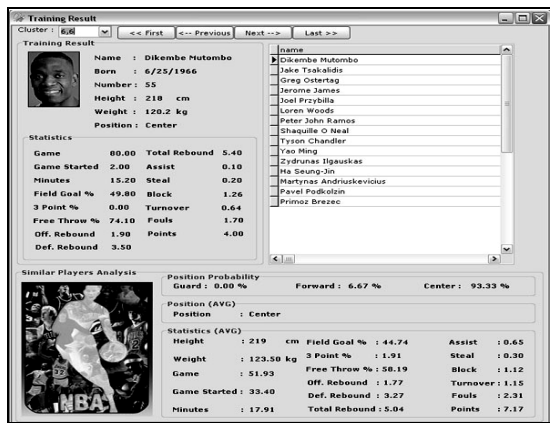 Training Result
Cluster : 6,6 << First <-- Previous Next --> Last >>
Training Result
Name : Dikembe Mutombo
Born : 6/25/1966
Number : 55
Height : 218 cm
Weight : 120.2 kg
Position : Center
Statistics
Game 80.00 Total Rebound 5.40
Game Started 2.00 Assist 0.10
Minutes 15.20 Steal 0.20
Field Goal % 49.80 Block 1.26
3 Point % 0.00 Turnover 0.64
Free Throw % 74.10 Fouls 1.70
Off. Rebound 1.90 Points 4.00
Def. Rebound 3.50
name
Dikembe Mutombo
Jake Tsakalidis
Greg Ostertag
Jerome James
Joel Przybilla
Loren Woods
Peter John Ramos
Shaquille O Neal
Tyson Chandler
Yao Ming
Zydrunas Ilgauskas
Ha Seung-Jin
Martynas Andriuskevicius
Pavel Podkolzin
Primoz Brezec
Similar Players Analysis
NBA
Position Probability
Guard : 0.00 % Forward : 6.67 % Center : 93.33 %
Position (AVG)
Position : Center
Statistics (AVG)
Height : 219 cm Field Goal % : 44.74 Assist : 0.65
Weight : 123.50 kg 3 Point % : 1.91 Steal : 0.30
Game : 51.93 Free Throw % : 58.19 Block : 1.12
Game Started : 33.40 Off. Rebound : 1.77 Turnover : 1.15
Minutes : 17.91 Def. Rebound : 3.27 Fouls : 2.31
Total Rebound : 5.04 Points : 7.17